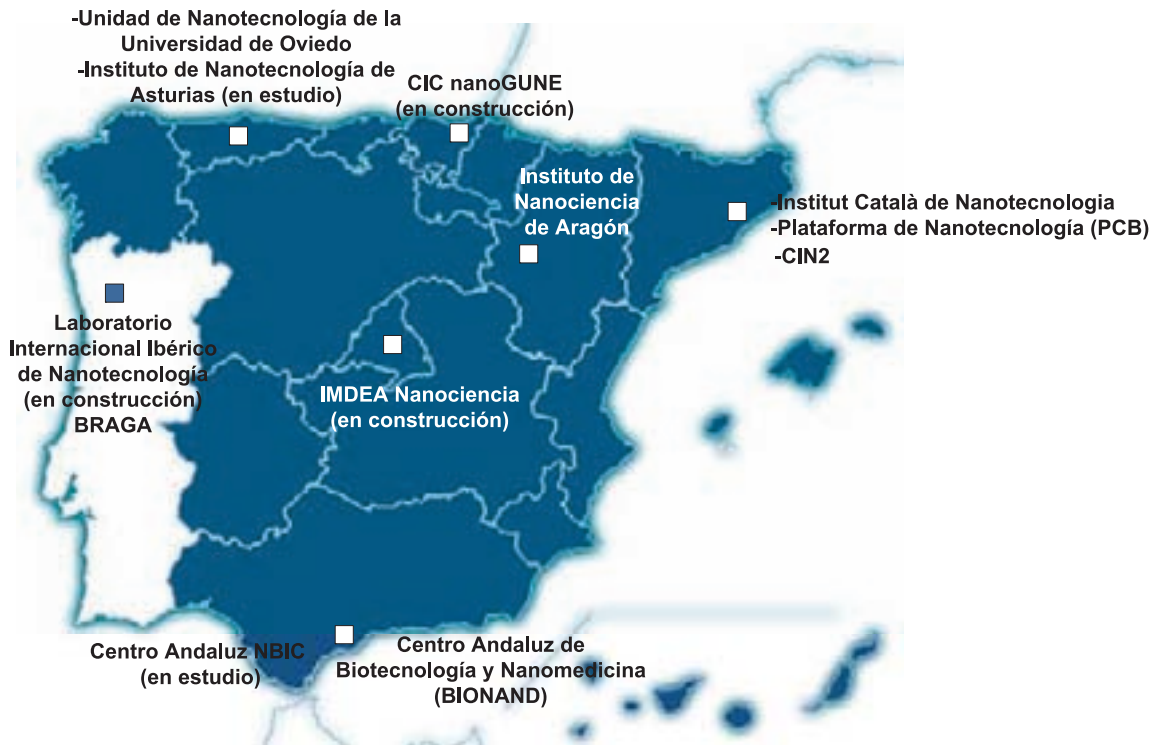 -Unidad de Nanotecnología de la
Universidad de Oviedo
-Instituto de Nanotecnología de
Asturias (en estudio)
CIC nanoGUNE
(en construcción)
Instituto de
Nanociencia
de Aragón
-Institut Català de Nanotecnologia
-Plataforma de Nanotecnología (PCB)
-CIN2
Laboratorio
Internacional Ibérico
de Nanotecnología
(en construcción)
BRAGA
IMDEA Nanociencia
(en construcción)
Centro Andaluz NBIC
(en estudio)
Centro Andaluz de
Biotecnología y Nanomedicina
(BIONAND)